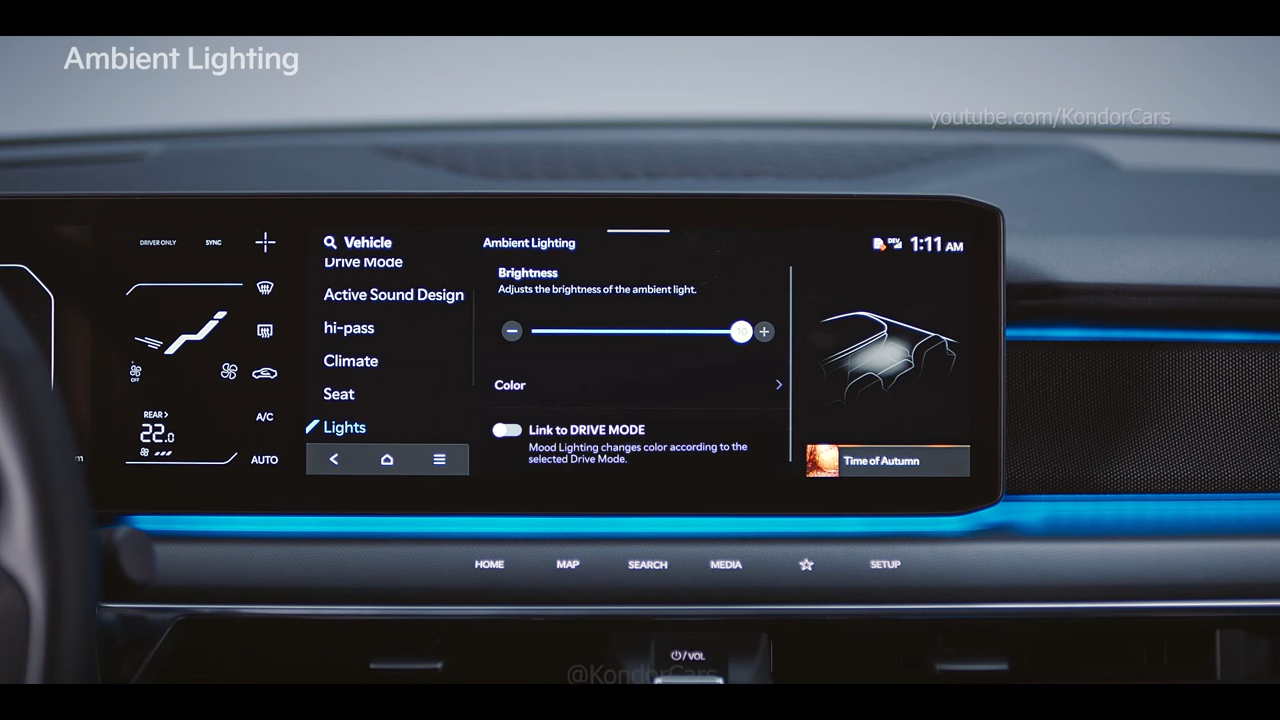 Ambient Lighting
youtube.com/KondorCars
DRIVER ONLY
SYNC
OFF
REAR >
22.0
A/C
AUTO
Vehicle
Drive Mode
Active Sound Design
hi-pass
Climate
Seat
Lights
Ambient Lighting
Brightness
Adjusts the brightness of the ambient light.
10
Color >
Link to DRIVE MODE
Mood Lighting changes color according to the
selected Drive Mode.
DEV
1:11 AM
Time of Autumn
HOME
MAP
SEARCH
MEDIA
SETUP
/ VOL
@KondorCars